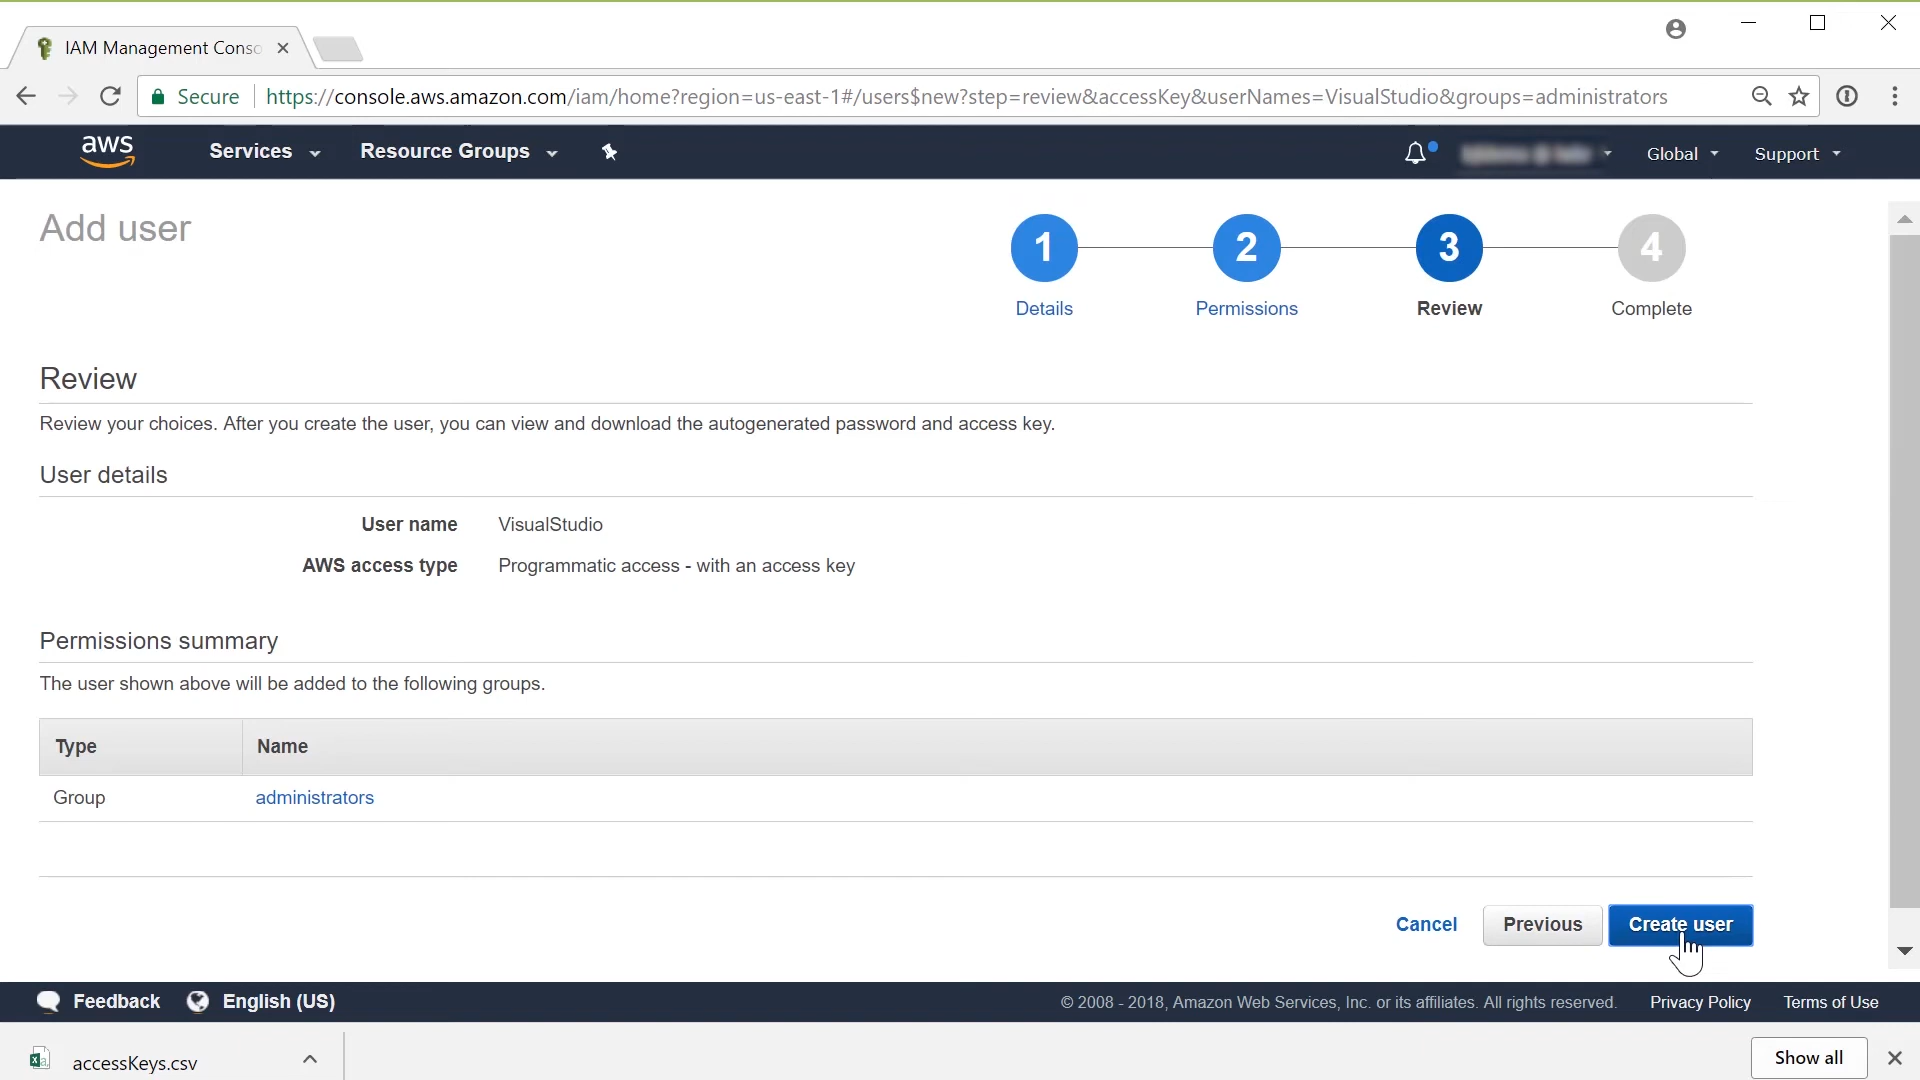 IAM Management Conso
Secure https://console.aws.amazon.com/iam/home?region=us-east-1#/users$new?step=review&accessKey&userNames=VisualStudio&groups=administrators
aws Services Resource Groups Global Support
Add user
1 2 3 4
Details Permissions Review Complete
Review
Review your choices. After you create the user, you can view and download the autogenerated password and access key.
User details
User name VisualStudio
AWS access type Programmatic access - with an access key
Permissions summary
The user shown above will be added to the following groups.
Type Name
Group administrators
Cancel Previous Create user
Feedback English (US) © 2008 - 2018, Amazon Web Services, Inc. or its affiliates. All rights reserved. Privacy Policy Terms of Use
accessKeys.csv Show all